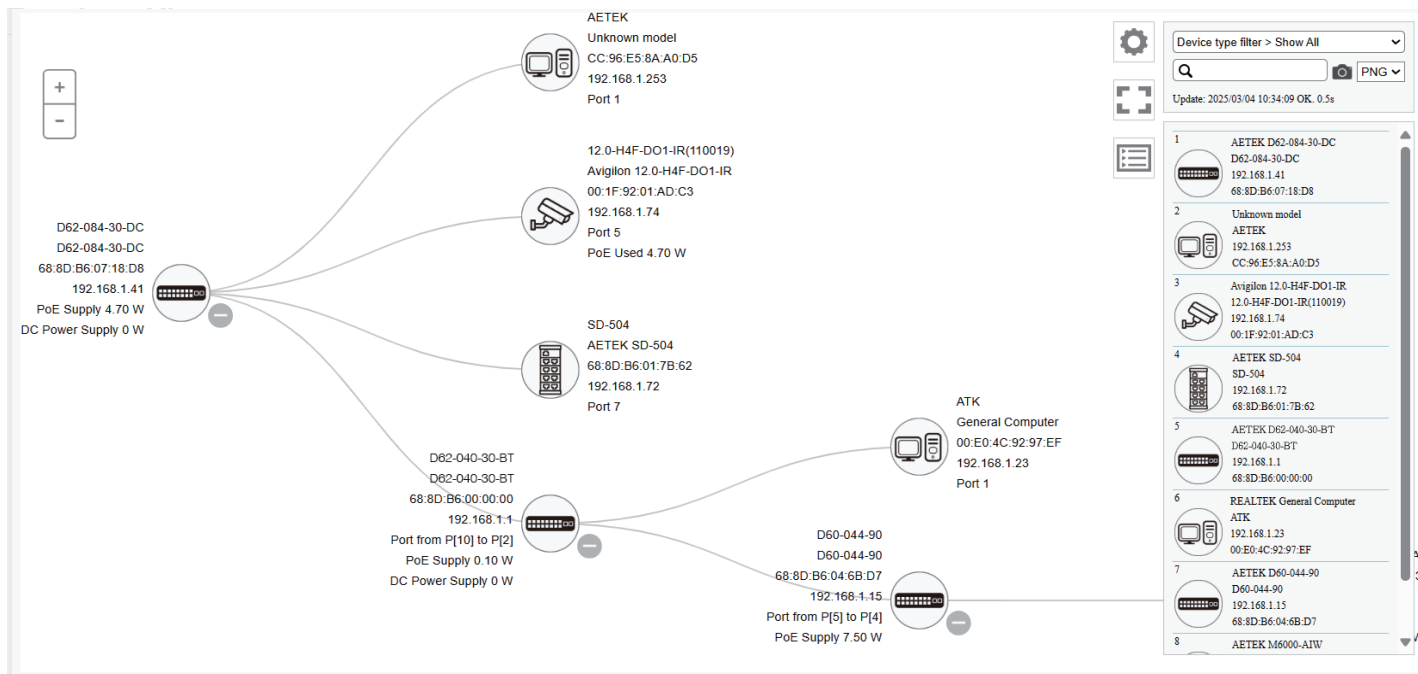 +
−
AETEK
Unknown model
CC:96:E5:8A:A0:D5
192.168.1.253
Port 1
12.0-H4F-DO1-IR(110019)
Avigilon 12.0-H4F-DO1-IR
00:1F:92:01:AD:C3
192.168.1.74
Port 5
PoE Used 4.70 W
D62-084-30-DC
D62-084-30-DC
68:8D:B6:07:18:D8
192.168.1.41
PoE Supply 4.70 W
DC Power Supply 0 W
SD-504
AETEK SD-504
68:8D:B6:01:7B:62
192.168.1.72
Port 7
D62-040-30-BT
D62-040-30-BT
68:8D:B6:00:00:00
192.168.1.1
Port from P[10] to P[2]
PoE Supply 0.10 W
DC Power Supply 0 W
ATK
General Computer
00:E0:4C:92:97:EF
192.168.1.23
Port 1
D60-044-90
D60-044-90
68:8D:B6:04:6B:D7
192.168.1.15
Port from P[5] to P[4]
PoE Supply 7.50 W
Device type filter > Show All
PNG
Update: 2025/03/04 10:34:09 OK. 0.5s
1
AETEK D62-084-30-DC
D62-084-30-DC
192.168.1.41
68:8D:B6:07:18:D8
2
Unknown model
AETEK
192.168.1.253
CC:96:E5:8A:A0:D5
3
Avigilon 12.0-H4F-DO1-IR
12.0-H4F-DO1-IR(110019)
192.168.1.74
00:1F:92:01:AD:C3
4
AETEK SD-504
SD-504
192.168.1.72
68:8D:B6:01:7B:62
5
AETEK D62-040-30-BT
D62-040-30-BT
192.168.1.1
68:8D:B6:00:00:00
6
REALTEK General Computer
ATK
192.168.1.23
00:E0:4C:92:97:EF
7
AETEK D60-044-90
D60-044-90
192.168.1.15
68:8D:B6:04:6B:D7
8
AETEK M6000-AIW